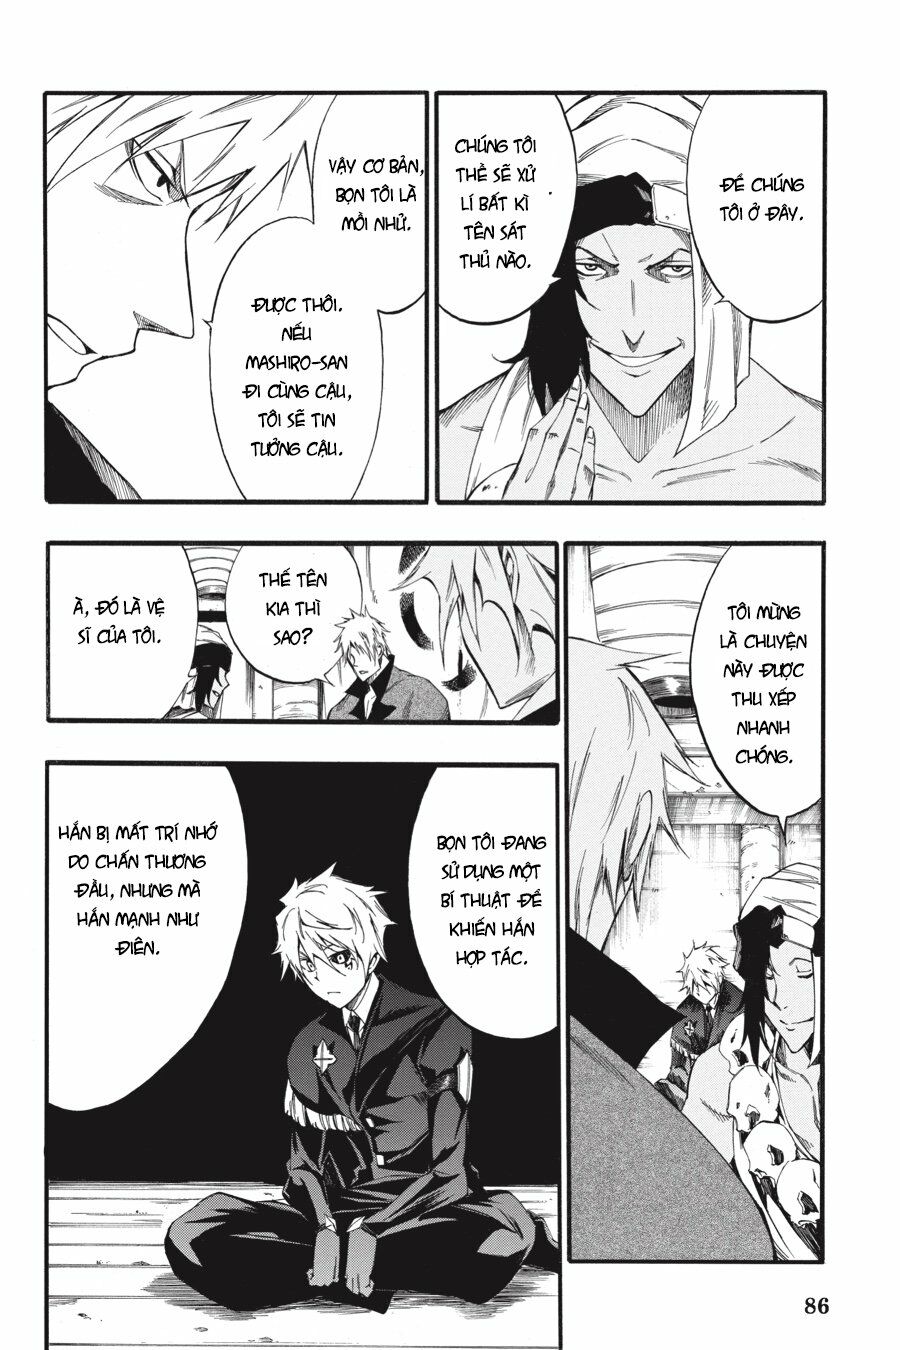 ĐỂ CHÚNG
TÔI Ở ĐÂY.
CHÚNG TÔI
THỀ SẼ XỬ
LÍ BẤT KÌ
TÊN SÁT
THỦ NÀO.
VẬY CƠ BẢN,
BỌN TÔI LÀ
MỒI NHỬ.
ĐƯỢC THÔI.
NẾU
MASHIRO-SAN
ĐI CÙNG CẬU,
TÔI SẼ TIN
TƯỞNG CẬU.
TÔI MỪNG
LÀ CHUYỆN
NÀY ĐƯỢC
THU XẾP
NHANH
CHÓNG.
THẾ TÊN
KIA THÌ
SAO?
À, ĐÓ LÀ VỆ
SĨ CỦA TÔI.
BỌN TÔI ĐANG
SỬ DỤNG MỘT
BÍ THUẬT ĐỂ
KHIẾN HẮN
HỢP TÁC.
HẮN BỊ MẤT TRÍ NHỚ
DO CHẤN THƯƠNG
ĐẦU, NHƯNG MÀ
HẮN MẠNH NHƯ
ĐIÊN.
86